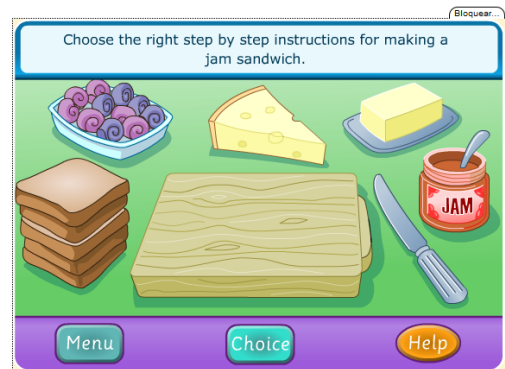 Bloquear...
Choose the right step by step instructions for making a
jam sandwich.
JAM
Menu
Choice
Help